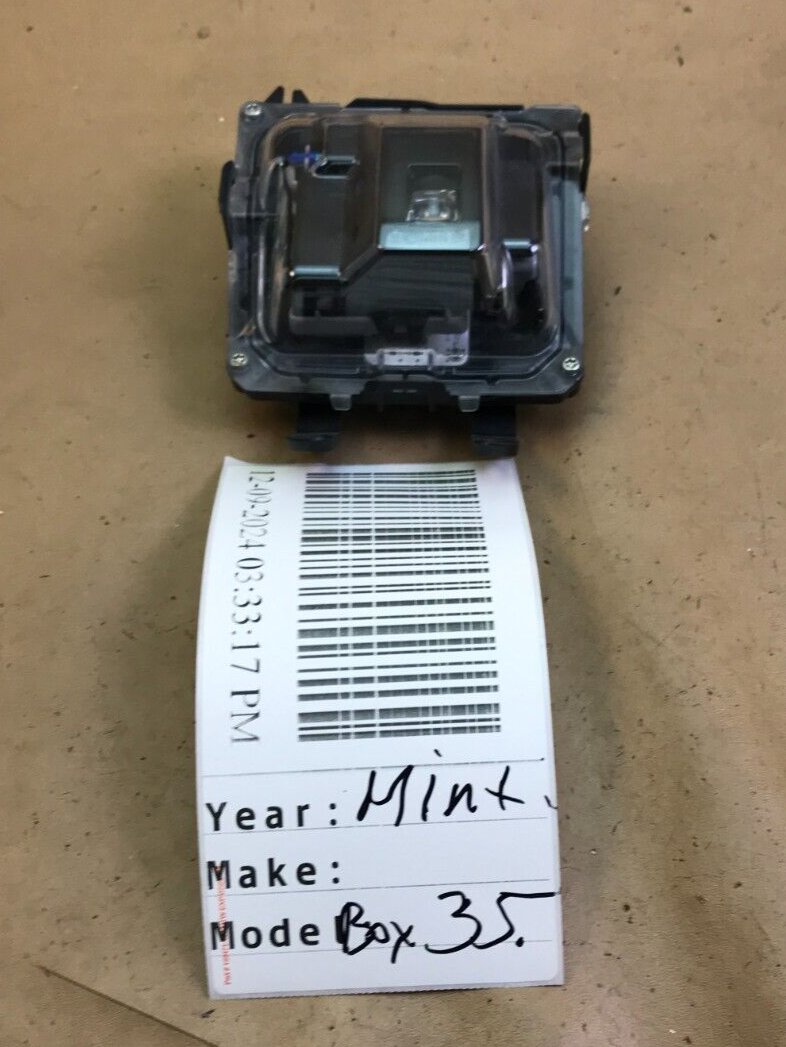 12-09-2024 03:33:17 PM
Year: Mint.
Make:
Model Box 35.